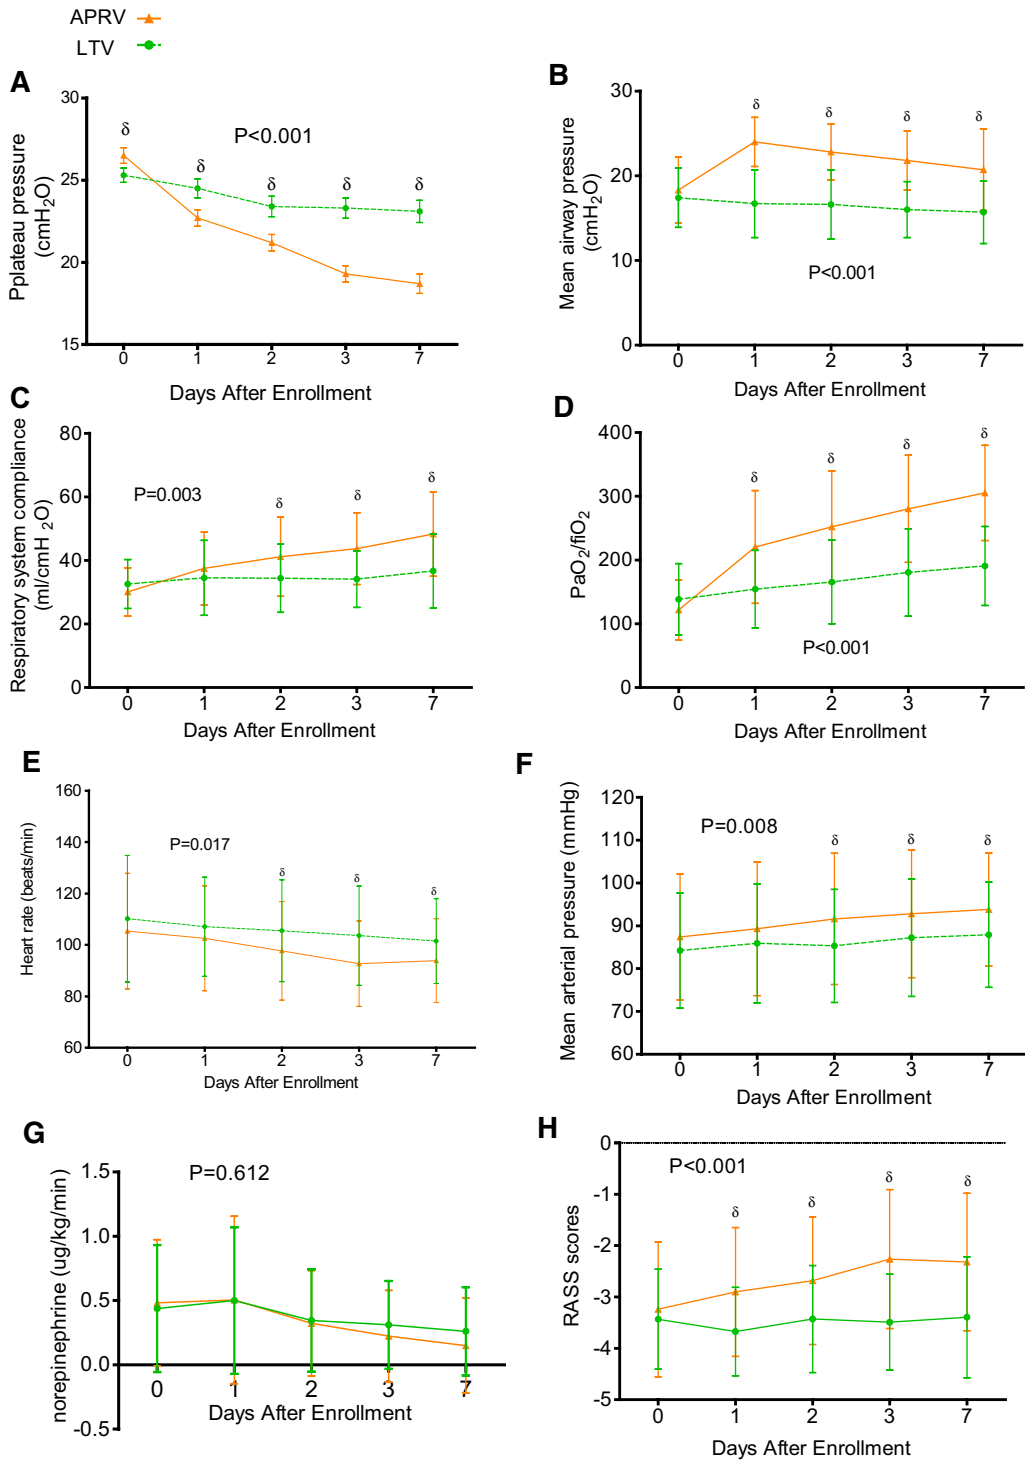 APRV
LTV
A
Pplateau pressure
(cmH2O)
30
25
20
15
δ
δ
δ
δ
δ
P<0.001
0 1 2 3 7
Days After Enrollment
B
Mean airway pressure
(cmH2O)
30
20
10
0
δ
δ
δ
δ
P<0.001
0 1 2 3 7
Days After Enrollment
C
Respiratory system compliance
(ml/cmH 2O)
80
60
40
20
0
P=0.003
δ
δ
δ
0 1 2 3 7
Days After Enrollment
D
PaO2/fiO2
400
300
200
100
0
δ
δ
δ
δ
P<0.001
0 1 2 3 7
Days After Enrollment
E
Heart rate (beats/min)
160
140
120
100
80
60
P=0.017
δ
δ
δ
0 1 2 3 7
Days After Enrollment
F
Mean arterial pressure (mmHg)
120
110
100
90
80
70
60
P=0.008
δ
δ
δ
0 1 2 3 7
Days After Enrollment
G
norepinephrine (ug/kg/min)
1.5
1.0
0.5
0.0
-0.5
P=0.612
0 1 2 3 7
Days After Enrollment
H
RASS scores
0
-1
-2
-3
-4
-5
P<0.001
δ
δ
δ
δ
0 1 2 3 7
Days After Enrollment